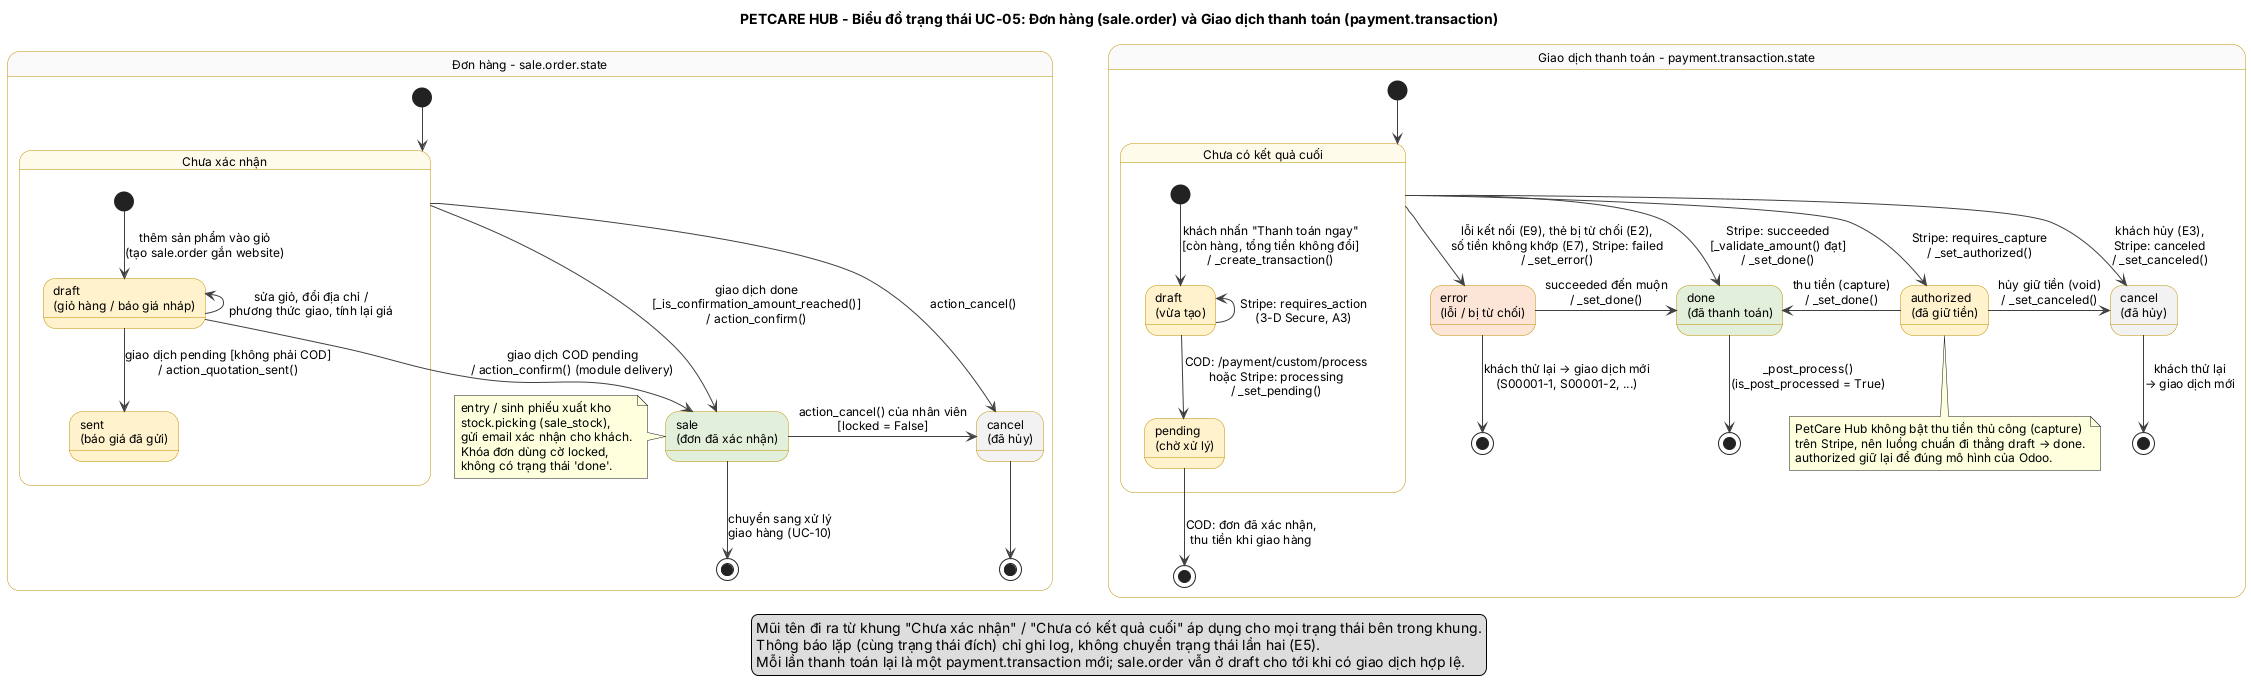 PETCARE HUB - Biểu đồ trạng thái UC-05: Đơn hàng (sale.order) và Giao dịch thanh toán (payment.transaction)
Đơn hàng - sale.order.state
Chưa xác nhận
thêm sản phẩm vào giỏ
(tạo sale.order gắn website)
draft
(giỏ hàng / báo giá nháp)
sửa giỏ, đổi địa chỉ /
phương thức giao, tính lại giá
giao dịch pending [không phải COD]
/ action_quotation_sent()
sent
(báo giá đã gửi)
giao dịch done
[_is_confirmation_amount_reached()]
/ action_confirm()
action_cancel()
giao dịch COD pending
/ action_confirm() (module delivery)
entry / sinh phiếu xuất kho
stock.picking (sale_stock),
gửi email xác nhận cho khách.
Khóa đơn dùng cờ locked,
không có trạng thái 'done'.
sale
(đơn đã xác nhận)
action_cancel() của nhân viên
[locked = False]
cancel
(đã hủy)
chuyển sang xử lý
giao hàng (UC-10)
Giao dịch thanh toán - payment.transaction.state
Chưa có kết quả cuối
khách nhấn "Thanh toán ngay"
[còn hàng, tổng tiền không đổi]
/ _create_transaction()
draft
(vừa tạo)
Stripe: requires_action
(3-D Secure, A3)
COD: /payment/custom/process
hoặc Stripe: processing
/ _set_pending()
pending
(chờ xử lý)
COD: đơn đã xác nhận,
thu tiền khi giao hàng
lỗi kết nối (E9), thẻ bị từ chối (E2),
số tiền không khớp (E7), Stripe: failed
/ _set_error()
Stripe: succeeded
[_validate_amount() đạt]
/ _set_done()
Stripe: requires_capture
/ _set_authorized()
khách hủy (E3),
Stripe: canceled
/ _set_canceled()
error
(lỗi / bị từ chối)
succeeded đến muộn
/ _set_done()
done
(đã thanh toán)
thu tiền (capture)
/ _set_done()
authorized
(đã giữ tiền)
hủy giữ tiền (void)
/ _set_canceled()
cancel
(đã hủy)
khách thử lại → giao dịch mới
(S00001-1, S00001-2, ...)
_post_process()
(is_post_processed = True)
khách thử lại
→ giao dịch mới
PetCare Hub không bật thu tiền thủ công (capture)
trên Stripe, nên luồng chuẩn đi thẳng draft → done.
authorized giữ lại để đúng mô hình của Odoo.
Mũi tên đi ra từ khung "Chưa xác nhận" / "Chưa có kết quả cuối" áp dụng cho mọi trạng thái bên trong khung.
Thông báo lặp (cùng trạng thái đích) chỉ ghi log, không chuyển trạng thái lần hai (E5).
Mỗi lần thanh toán lại là một payment.transaction mới; sale.order vẫn ở draft cho tới khi có giao dịch hợp lệ.